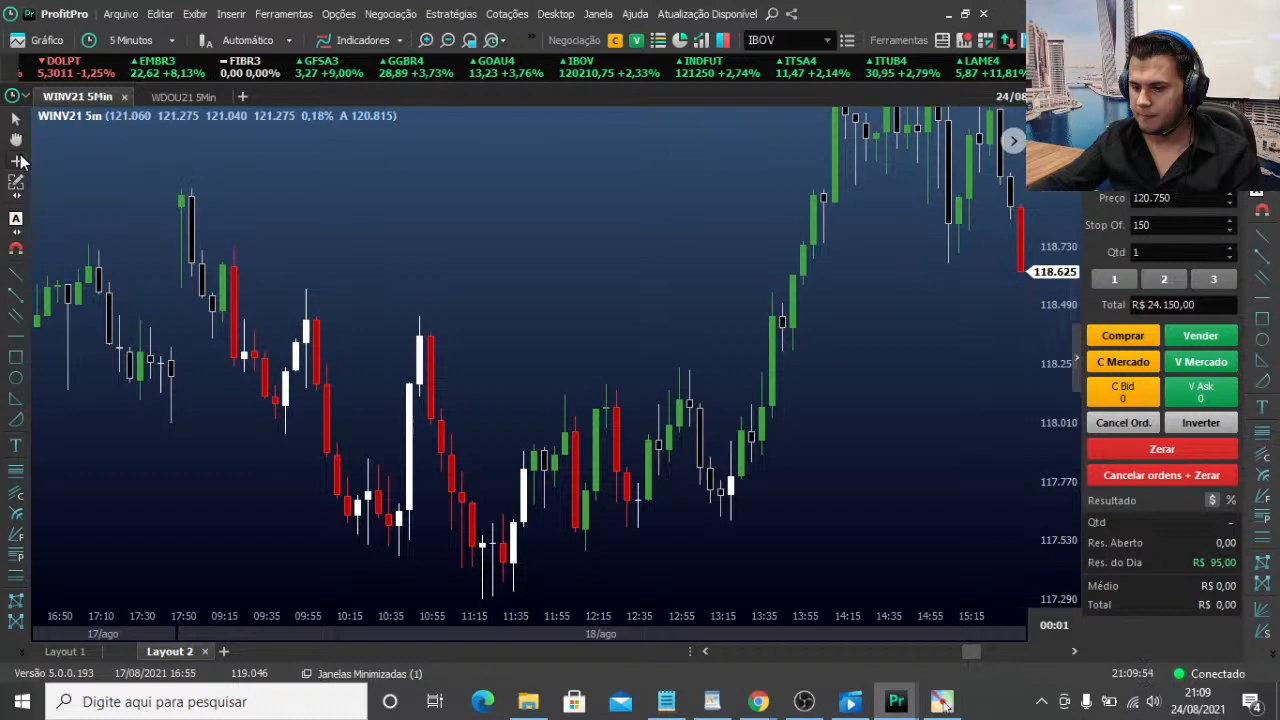 ProfitPro Arquivo Editar Exibir Inserir Ferramentas Opções Negociação Estratégias Cotações Desktop Janela Ajuda Atualização Disponível
Gráfico 5 Minutos Automático Indicadores Negociação C V IBOV Ferramentas
DOLPT EMBR3 FIBR3 GFSA3 GGBR4 GOAU4 IBOV INDFUT ITSA4 ITUB4 LAME4
5,3011 -1,25% 22,62 +8,13% 0,00 0,00% 3,27 +9,00% 28,89 +3,73% 13,23 +3,76% 120210,75 +2,33% 121250 +2,74% 11,47 +2,14% 30,95 +2,79% 5,87 +11,81%
WINV21 5Min WDOU21 5Min 24/08
WINV21 5m (121.060 121.275 121.040 121.275 0,18% A 120.815)
Preço 120.750
Stop Of. 150
Qtd 1
1 2 3
Total R$ 24.150,00
Comprar Vender
C Mercado V Mercado
C Bid 0
V Ask 0
Cancel Ord. Inverter
Zerar
Cancelar ordens + Zerar
Resultado $ %
Qtd -
Res. Aberto 0,00
Res. do Dia R$ 95,00
Médio R$ 0,00
Total R$ 0,00
118.730
118.625
118.490
118.25
118.010
117.770
117.530
117.290
16:50 17:10 17:30 17:50 09:15 09:35 09:55 10:15 10:35 10:55 11:15 11:35 11:55 12:15 12:35 12:55 13:15 13:35 13:55 14:15 14:35 14:55 15:15
00:01
17/ago 18/ago
Layout 1 Layout 2
Versão 5.0.0.193 17/08/2021 16:55 119.046 Janelas Minimizadas (1) 21:09:54 Conectado
Digite aqui para pesquisar
21:09
24/08/2021
4